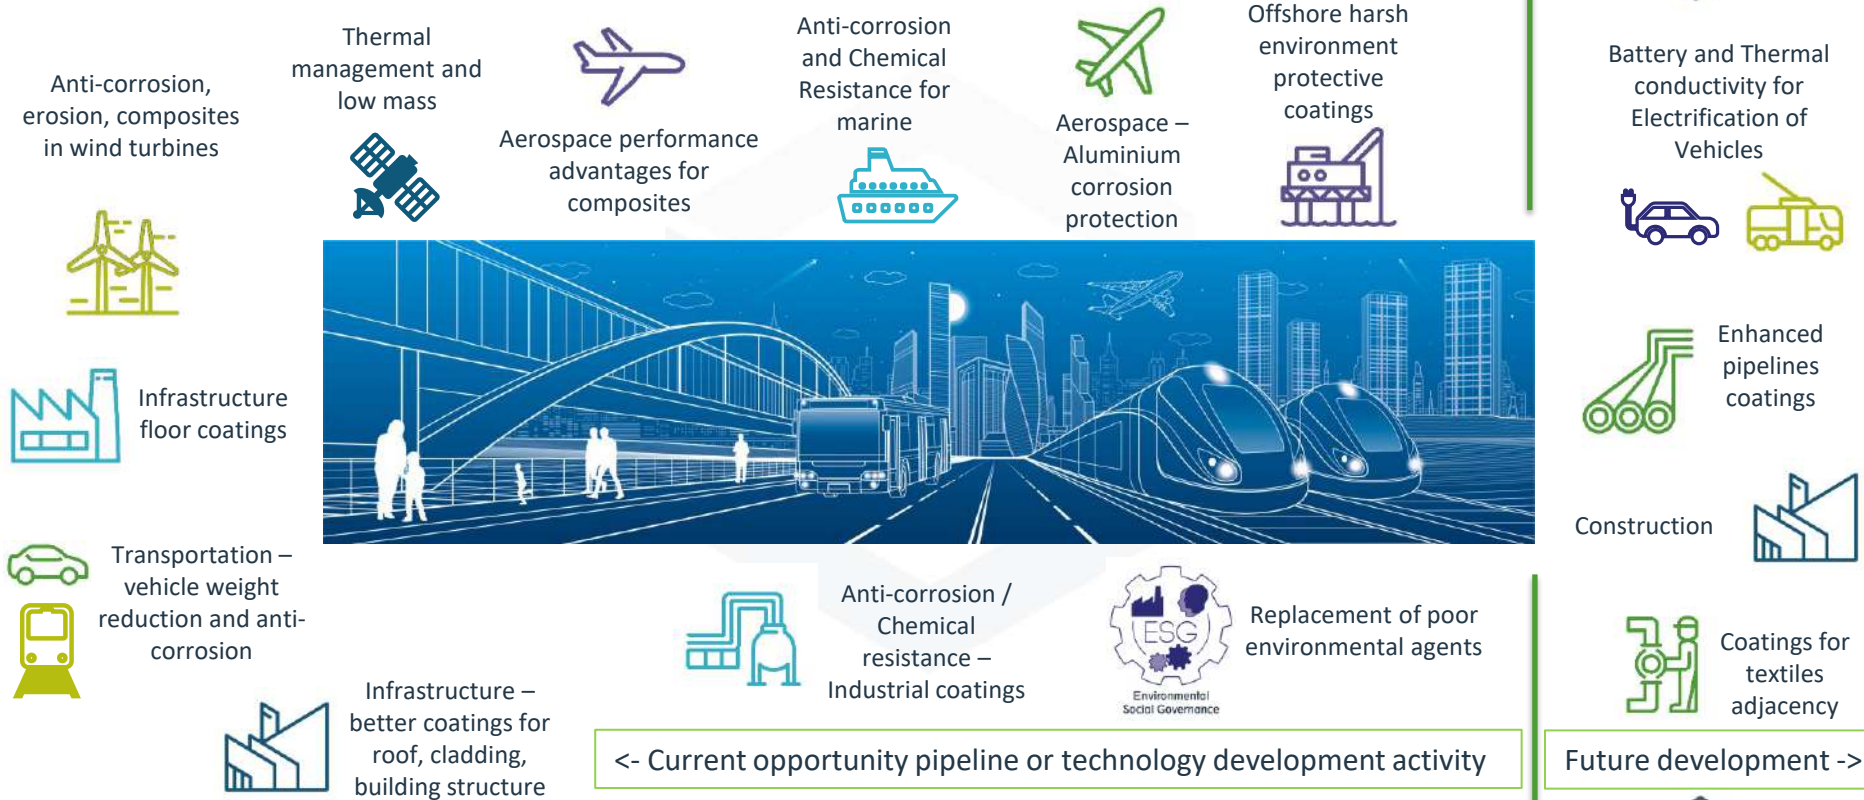 Anti-corrosion,
erosion, composites
in wind turbines
Thermal
management and
low mass
Aerospace performance
advantages for
composites
Anti-corrosion
and Chemical
Resistance for
marine
Aerospace –
Aluminium
corrosion
protection
Offshore harsh
environment
protective
coatings
Battery and Thermal
conductivity for
Electrification of
Vehicles
Infrastructure
floor coatings
Enhanced
pipelines
coatings
Construction
Transportation –
vehicle weight
reduction and anti-
corrosion
Infrastructure –
better coatings for
roof, cladding,
building structure
Anti-corrosion /
Chemical
resistance –
Industrial coatings
ESG
Environmental
Social Governance
Replacement of poor
environmental agents
Coatings for
textiles
adjacency
<- Current opportunity pipeline or technology development activity
Future development ->